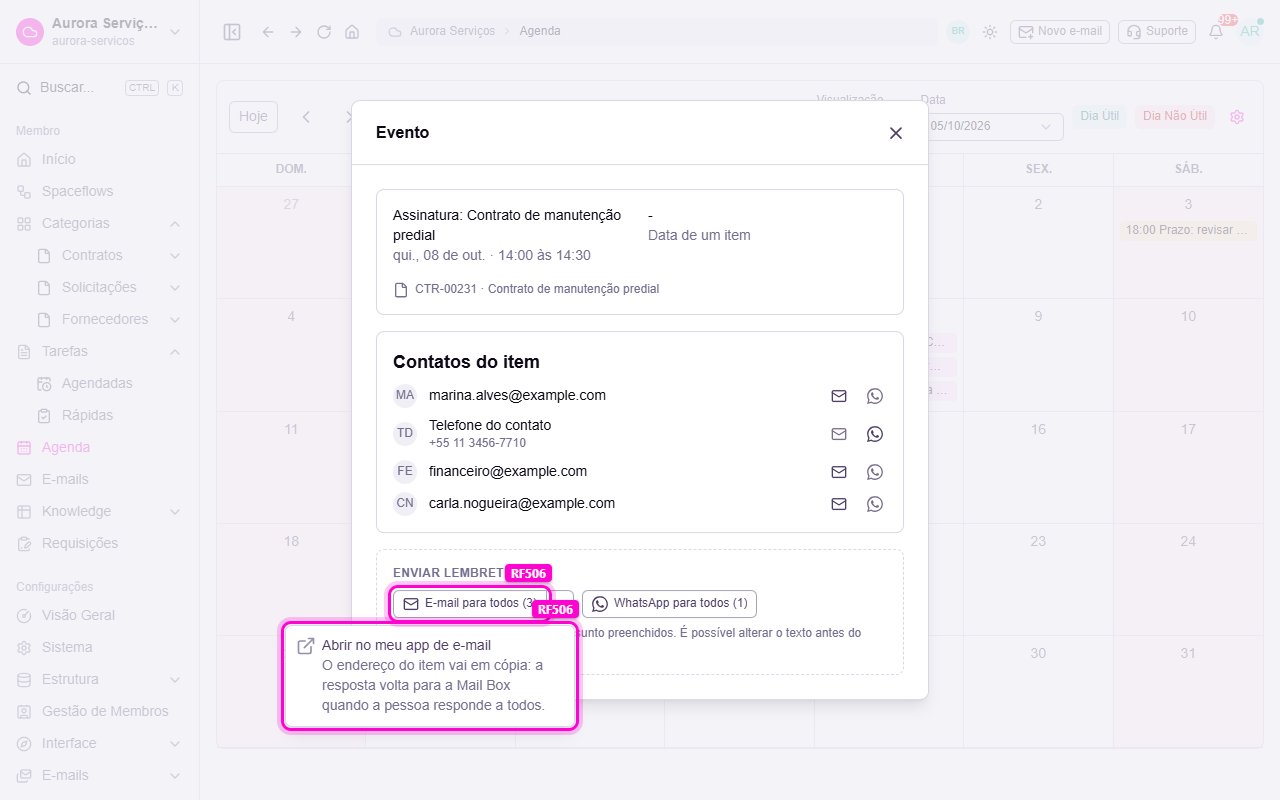 Aurora Serviç...
aurora-servicos
Aurora Serviços
Agenda
BR
Novo e-mail
Suporte
99+
AR
Buscar...
CTRL
K
Membro
Início
Spaceflows
Categorias
Contratos
Solicitações
Fornecedores
Tarefas
Agendadas
Rápidas
Agenda
E-mails
Knowledge
Requisições
Configurações
Visão Geral
Sistema
Estrutura
Gestão de Membros
Interface
E-mails
Hoje
Visualização
Data
05/10/2026
Dia Útil
Dia Não Útil
DOM.
SEX.
SÁB.
27
2
3
18:00 Prazo: revisar ...
4
9
10
11
16
17
18
23
24
30
31
Evento
Assinatura: Contrato de manutenção
predial
qui., 08 de out. · 14:00 às 14:30
-
Data de um item
CTR-00231 · Contrato de manutenção predial
Contatos do item
MA
marina.alves@example.com
TD
Telefone do contato
+55 11 3456-7710
FE
financeiro@example.com
CN
carla.nogueira@example.com
ENVIAR LEMBRET
RF506
E-mail para todos (3)
RF506
WhatsApp para todos (1)
unto preenchidos. É possível alterar o texto antes do
Abrir no meu app de e-mail
O endereço do item vai em cópia: a
resposta volta para a Mail Box
quando a pessoa responde a todos.